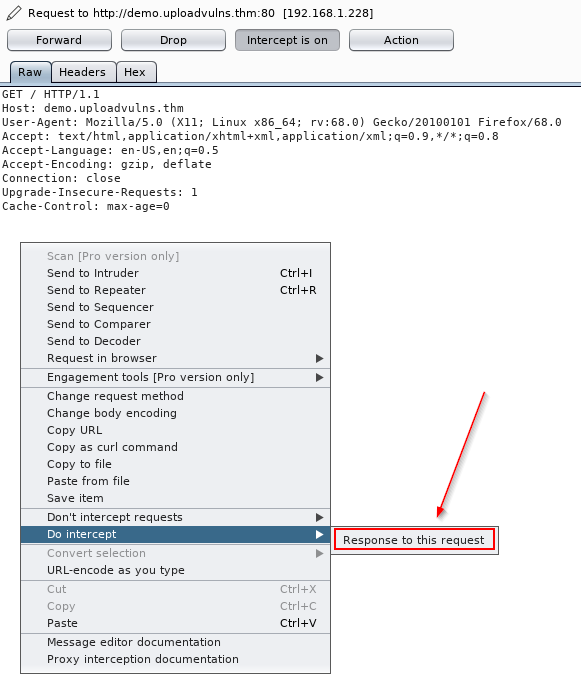 Request to http://demo.uploadvulns.thm:80 [192.168.1.228]
Forward Drop Intercept is on Action
Raw Headers Hex
GET / HTTP/1.1
Host: demo.uploadvulns.thm
User-Agent: Mozilla/5.0 (X11; Linux x86_64; rv:68.0) Gecko/20100101 Firefox/68.0
Accept: text/html,application/xhtml+xml,application/xml;q=0.9,*/*;q=0.8
Accept-Language: en-US,en;q=0.5
Accept-Encoding: gzip, deflate
Connection: close
Upgrade-Insecure-Requests: 1
Cache-Control: max-age=0
Scan [Pro version only]
Send to Intruder Ctrl+I
Send to Repeater Ctrl+R
Send to Sequencer
Send to Comparer
Send to Decoder
Request in browser
Engagement tools [Pro version only]
Change request method
Change body encoding
Copy URL
Copy as curl command
Copy to file
Paste from file
Save item
Don't intercept requests
Do intercept
Response to this request
Convert selection
URL-encode as you type
Cut Ctrl+X
Copy Ctrl+C
Paste Ctrl+V
Message editor documentation
Proxy interception documentation